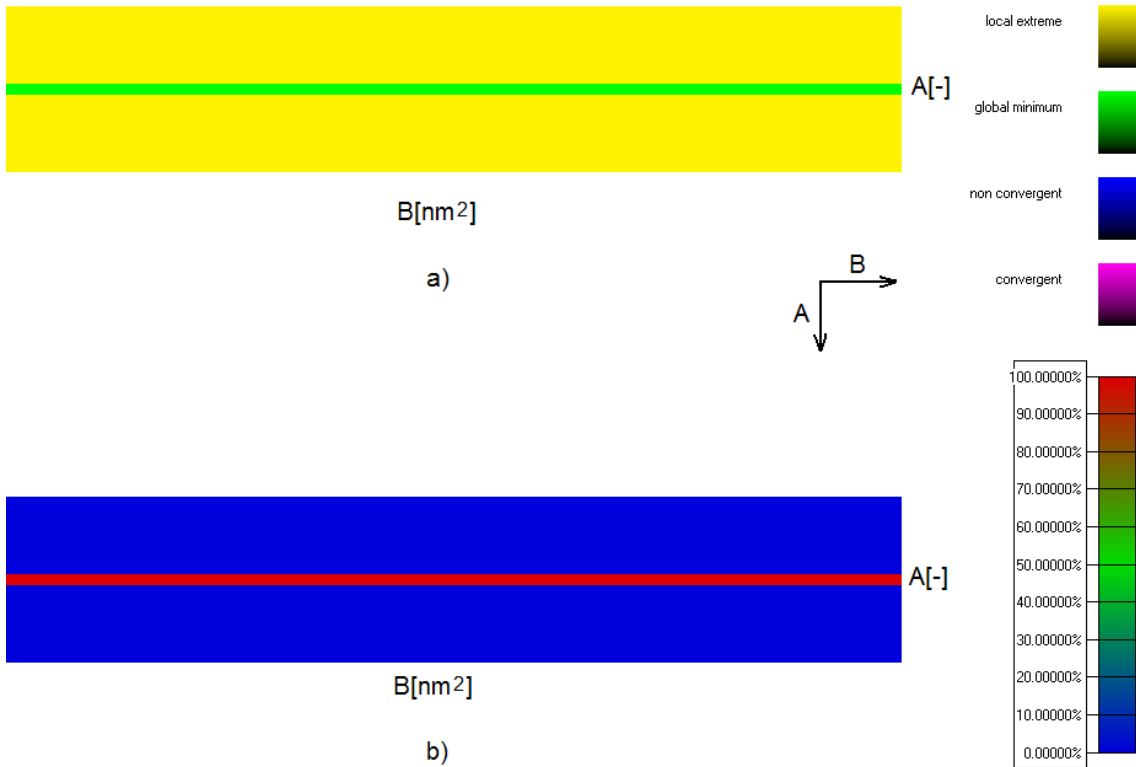 local extreme
A[-]
global minimum
non convergent
B[nm²]
B
a)
convergent
A
100.00000%
90.00000%
80.00000%
70.00000%
60.00000%
50.00000%
A[-]
40.00000%
30.00000%
20.00000%
B[nm²]
10.00000%
b)
0.00000%